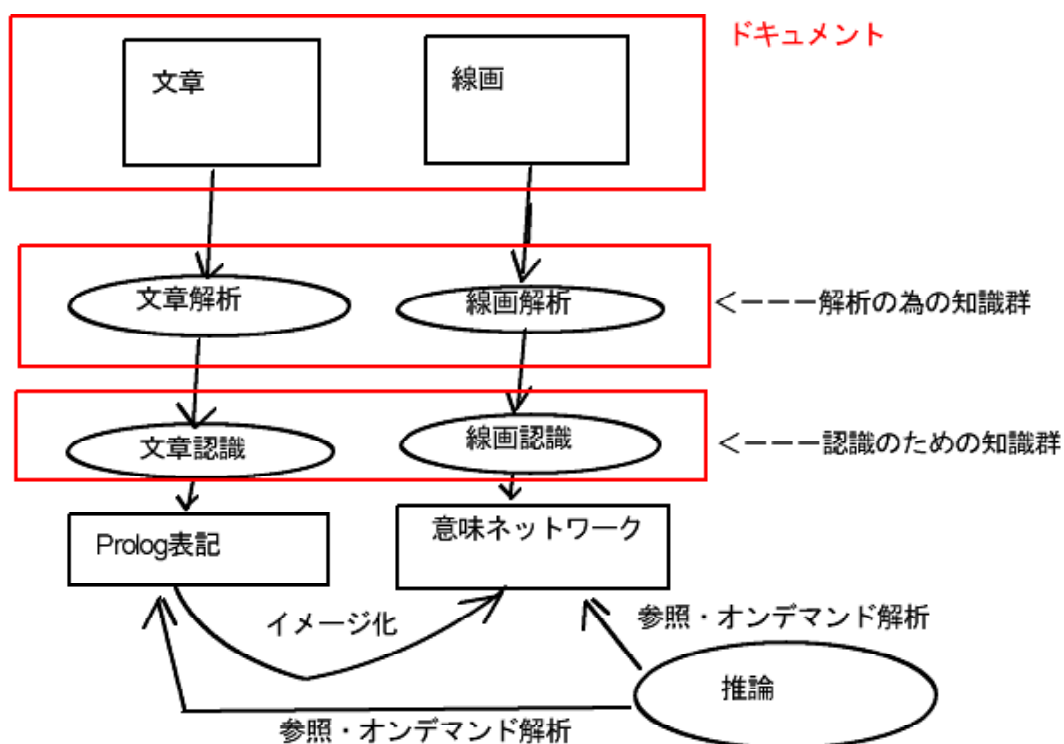 ドキュメント
文章
線画
文章解析
線画解析
<ーーー解析の為の知識群
文章認識
線画認識
<ーーー認識のための知識群
Prolog表記
意味ネットワーク
イメージ化
参照・オンデマンド解析
推論
参照・オンデマンド解析